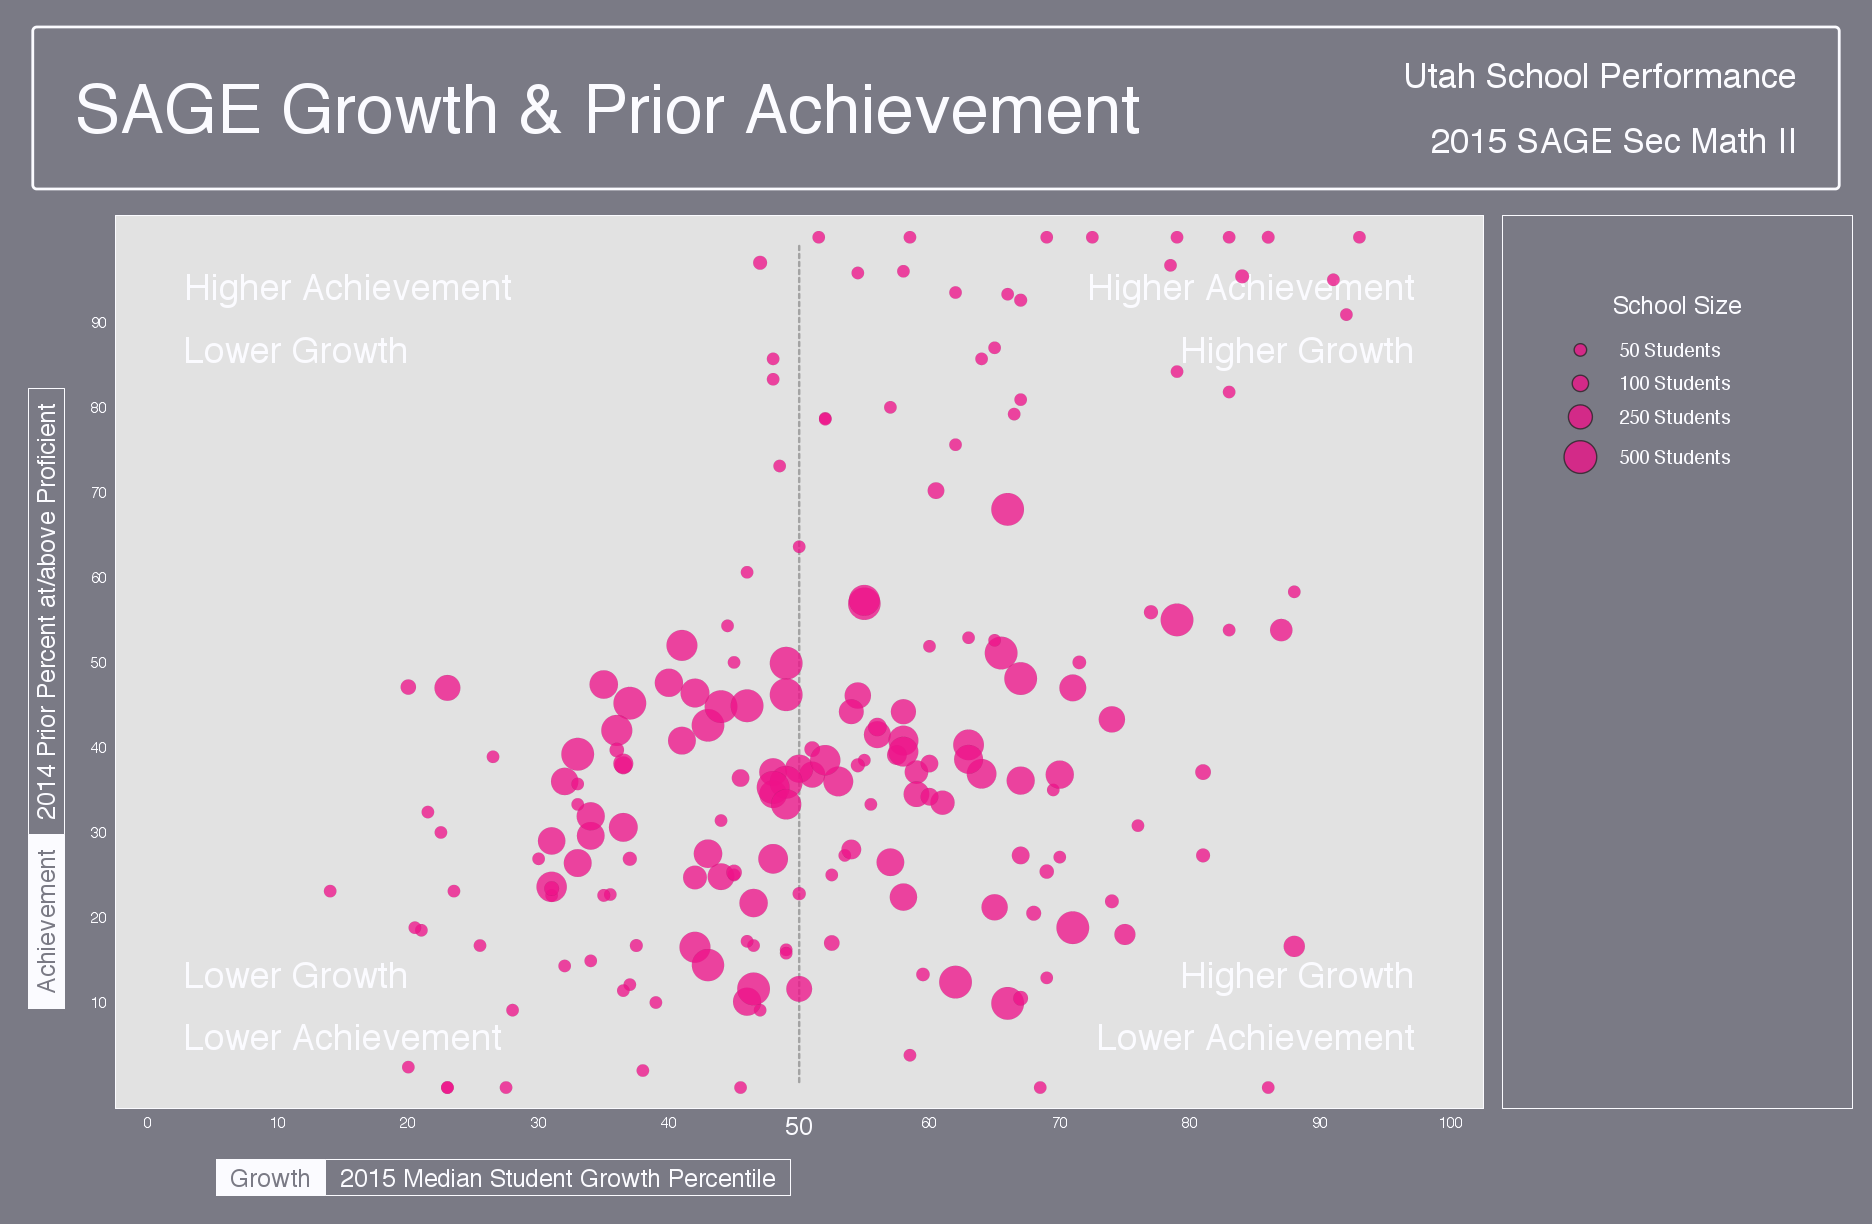 SAGE Growth & Prior Achievement
Utah School Performance
2015 SAGE Sec Math II
Higher Achievement
Lower Growth
Higher Achievement
Higher Growth
Lower Growth
Lower Achievement
Higher Growth
Lower Achievement
90
80
70
60
50
40
30
20
10
2014 Prior Percent at/above Proficient
Achievement
0
10
20
30
40
50
60
70
80
90
100
Growth
2015 Median Student Growth Percentile
School Size
50 Students
100 Students
250 Students
500 Students